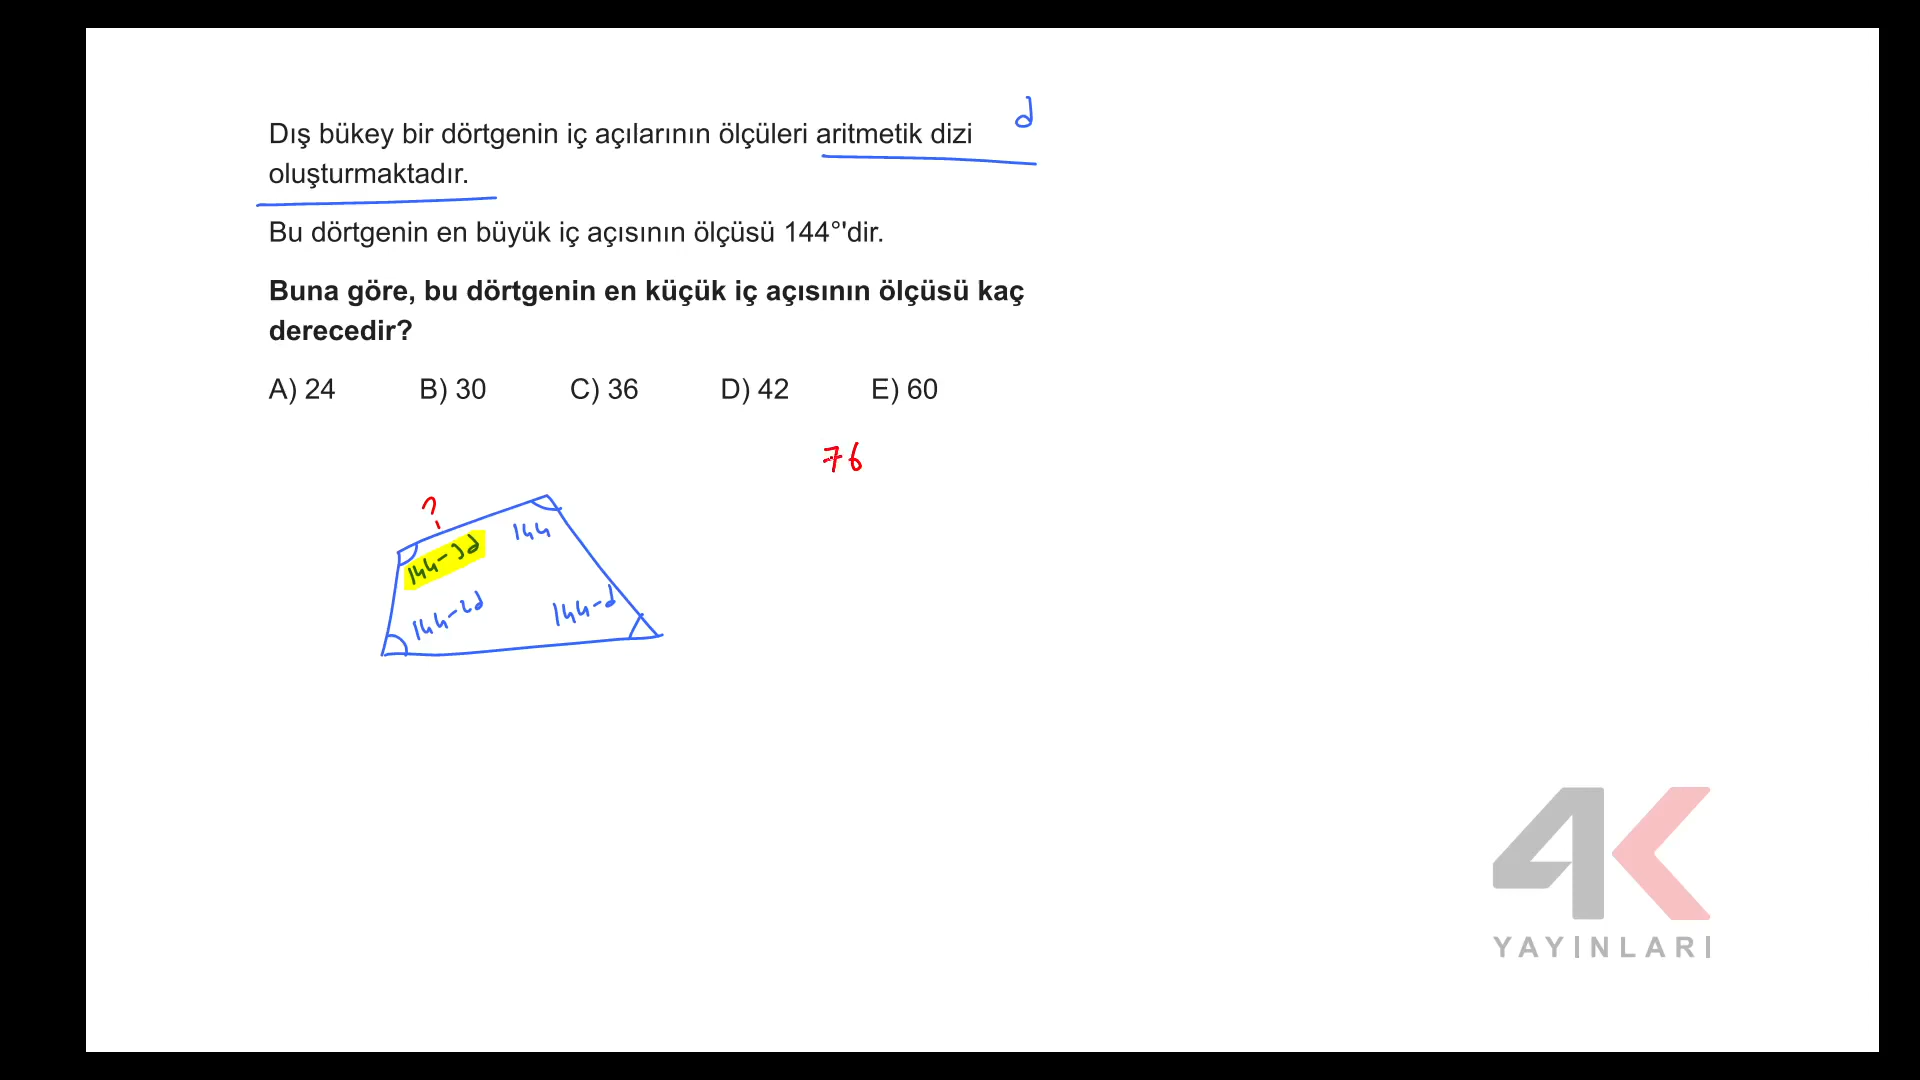 d
Dış bükey bir dörtgenin iç açılarının ölçüleri aritmetik dizi
oluşturmaktadır.
Bu dörtgenin en büyük iç açısının ölçüsü 144°'dir.
Buna göre, bu dörtgenin en küçük iç açısının ölçüsü kaç
derecedir?
A) 24 B) 30 C) 36 D) 42 E) 60
76
?
144
144-3d
144-2d 144-d
4K
YAYINLARI